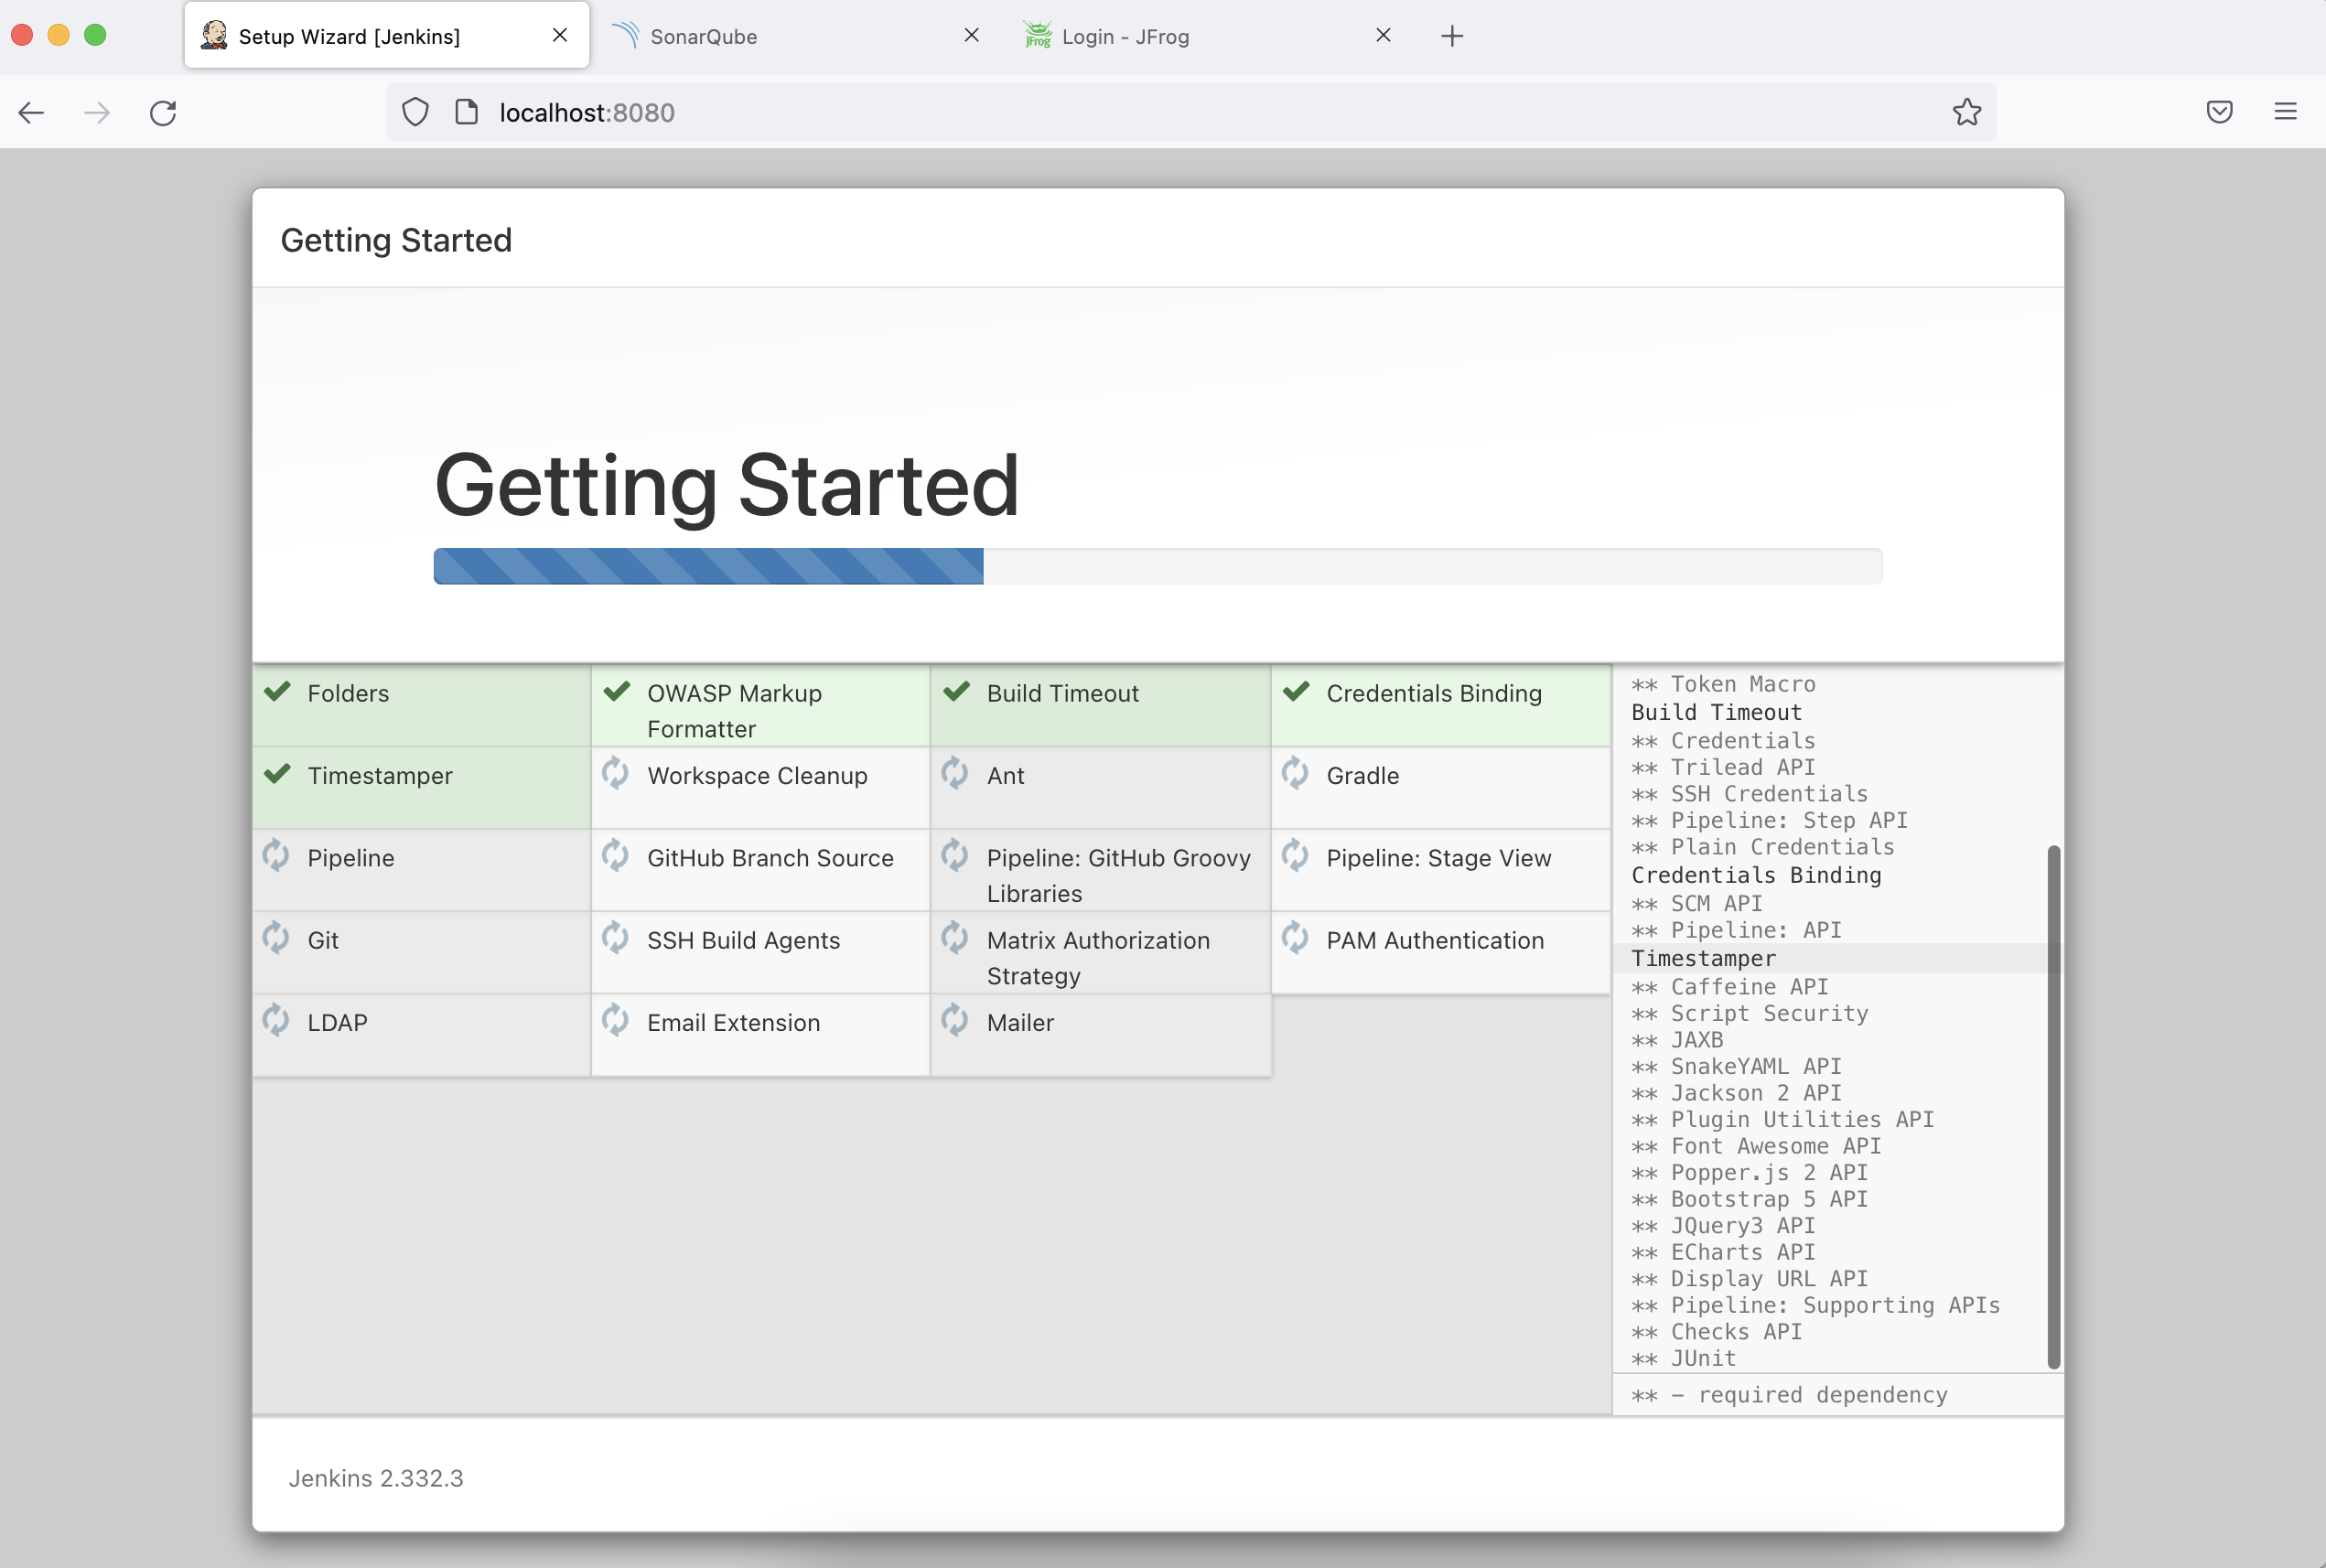 Setup Wizard [Jenkins]
SonarQube
JFrog
Login - JFrog
localhost:8080
Getting Started
Getting Started
Folders
OWASP Markup
Formatter
Build Timeout
Credentials Binding
Timestamper
Workspace Cleanup
Ant
Gradle
Pipeline
GitHub Branch Source
Pipeline: GitHub Groovy
Libraries
Pipeline: Stage View
Git
SSH Build Agents
Matrix Authorization
Strategy
PAM Authentication
LDAP
Email Extension
Mailer
** Token Macro
Build Timeout
** Credentials
** Trilead API
** SSH Credentials
** Pipeline: Step API
** Plain Credentials
Credentials Binding
** SCM API
** Pipeline: API
Timestamper
** Caffeine API
** Script Security
** JAXB
** SnakeYAML API
** Jackson 2 API
** Plugin Utilities API
** Font Awesome API
** Popper.js 2 API
** Bootstrap 5 API
** JQuery3 API
** ECharts API
** Display URL API
** Pipeline: Supporting APIs
** Checks API
** JUnit
** - required dependency
Jenkins 2.332.3